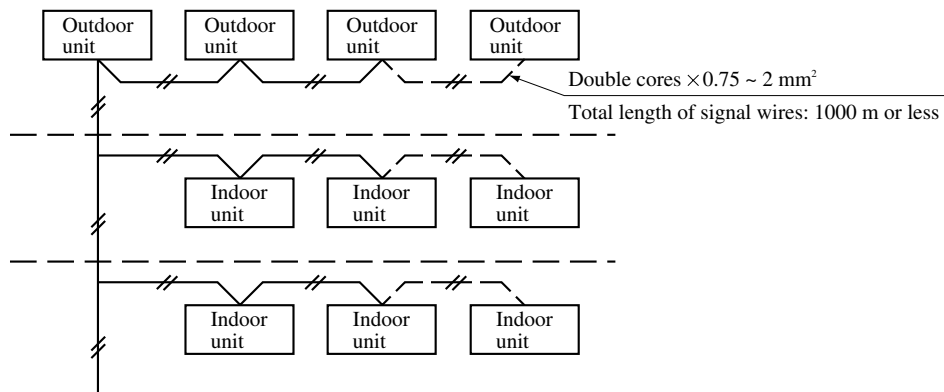 Outdoor
unit
Outdoor
unit
Outdoor
unit
Outdoor
unit
Double cores ×0.75 ~ 2 mm²
Total length of signal wires: 1000 m or less
Indoor
unit
Indoor
unit
Indoor
unit
Indoor
unit
Indoor
unit
Indoor
unit